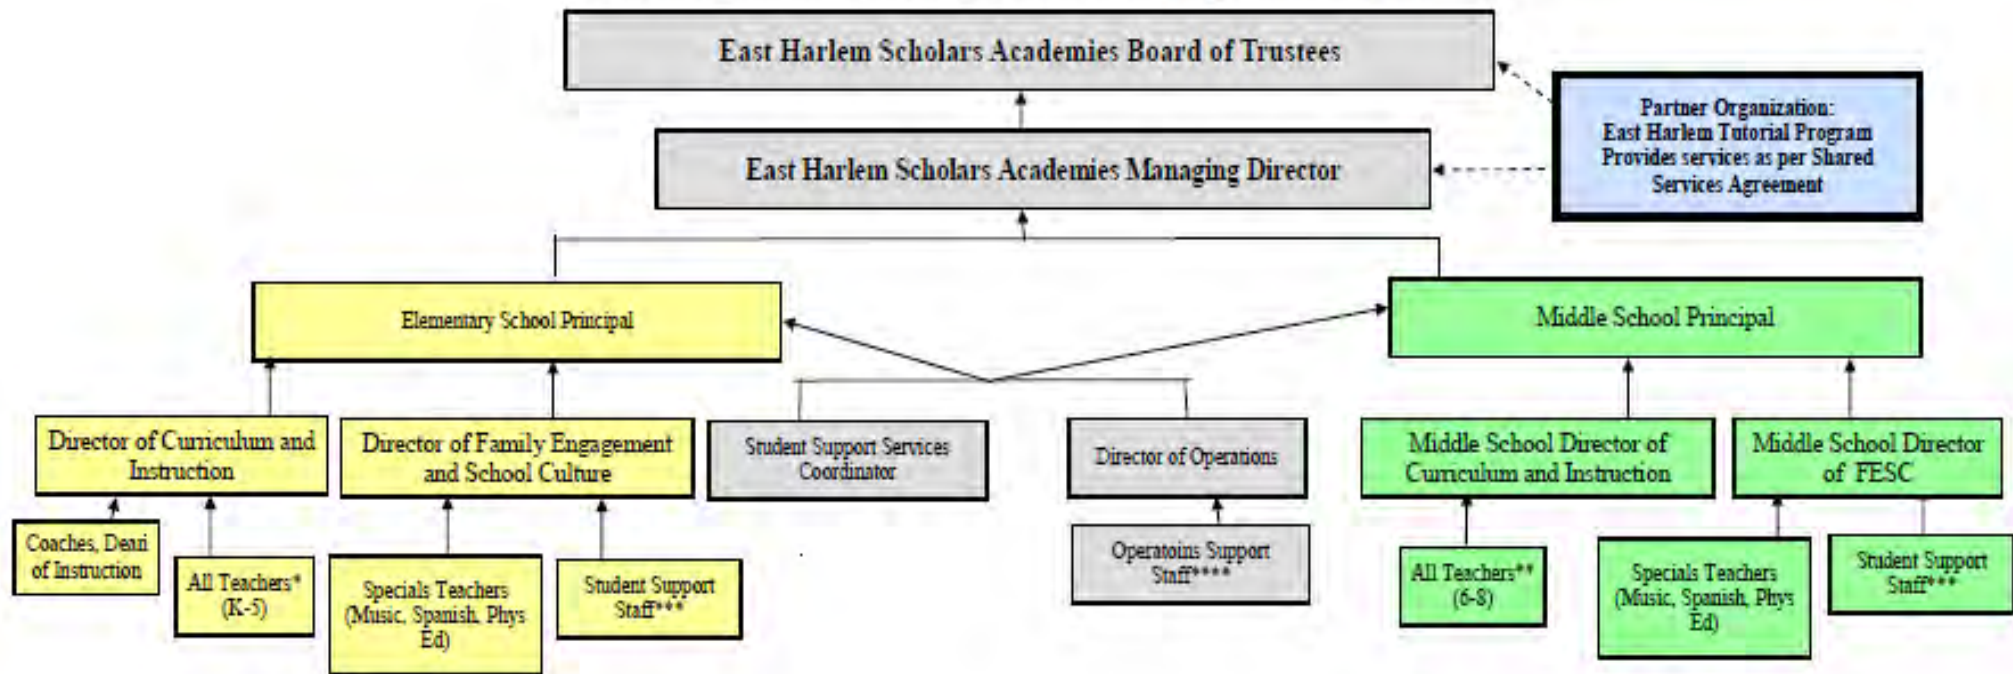 East Harlem Scholars Academies Board of Trustees
Partner Organization:
East Harlem Tutorial Program
Provides services as per Shared
Services Agreement
East Harlem Scholars Academies Managing Director
Elementary School Principal
Middle School Principal
Director of Curriculum and
Instruction
Director of Family Engagement
and School Culture
Student Support Services
Coordinator
Director of Operations
Middle School Director of
Curriculum and Instruction
Middle School Director
of FESC
Coaches, Dean
of Instruction
All Teachers*
(K-5)
Specials Teachers
(Music, Spanish, Phys
Ed)
Student Support
Staff***
Operatoins Support
Staff****
All Teachers**
(6-8)
Specials Teachers
(Music, Spanish, Phys
Ed)
Student Support
Staff***